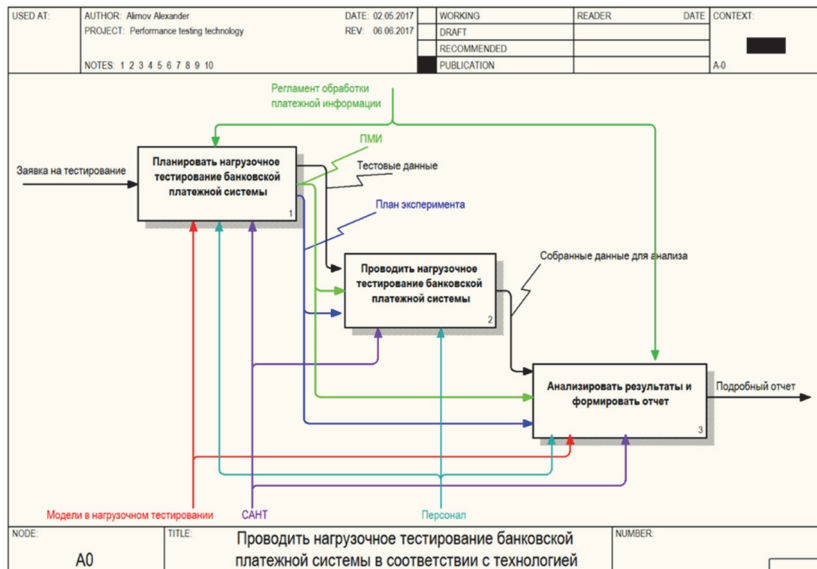 USED AT:
AUTHOR: Alimov Alexander
DATE: 02.05.2017
PROJECT: Performance testing technology
REV: 06.06.2017
NOTES: 1 2 3 4 5 6 7 8 9 10
WORKING
DRAFT
RECOMMENDED
PUBLICATION
READER
DATE
CONTEXT:
A-0
Регламент обработки
платежной информации
ПМИ
Заявка на тестирование
Планировать нагрузочное
тестирование банковской
платежной системы
1
Тестовые данные
План эксперимента
Проводить нагрузочное
тестирование банковской
платежной системы
2
Собранные данные для анализа
Анализировать результаты и
формировать отчет
3
Подробный отчет
Модели в нагрузочном тестировании
САНТ
Персонал
NODE:
A0
TITLE:
Проводить нагрузочное тестирование банковской
платежной системы в соответствии с технологией
NUMBER: